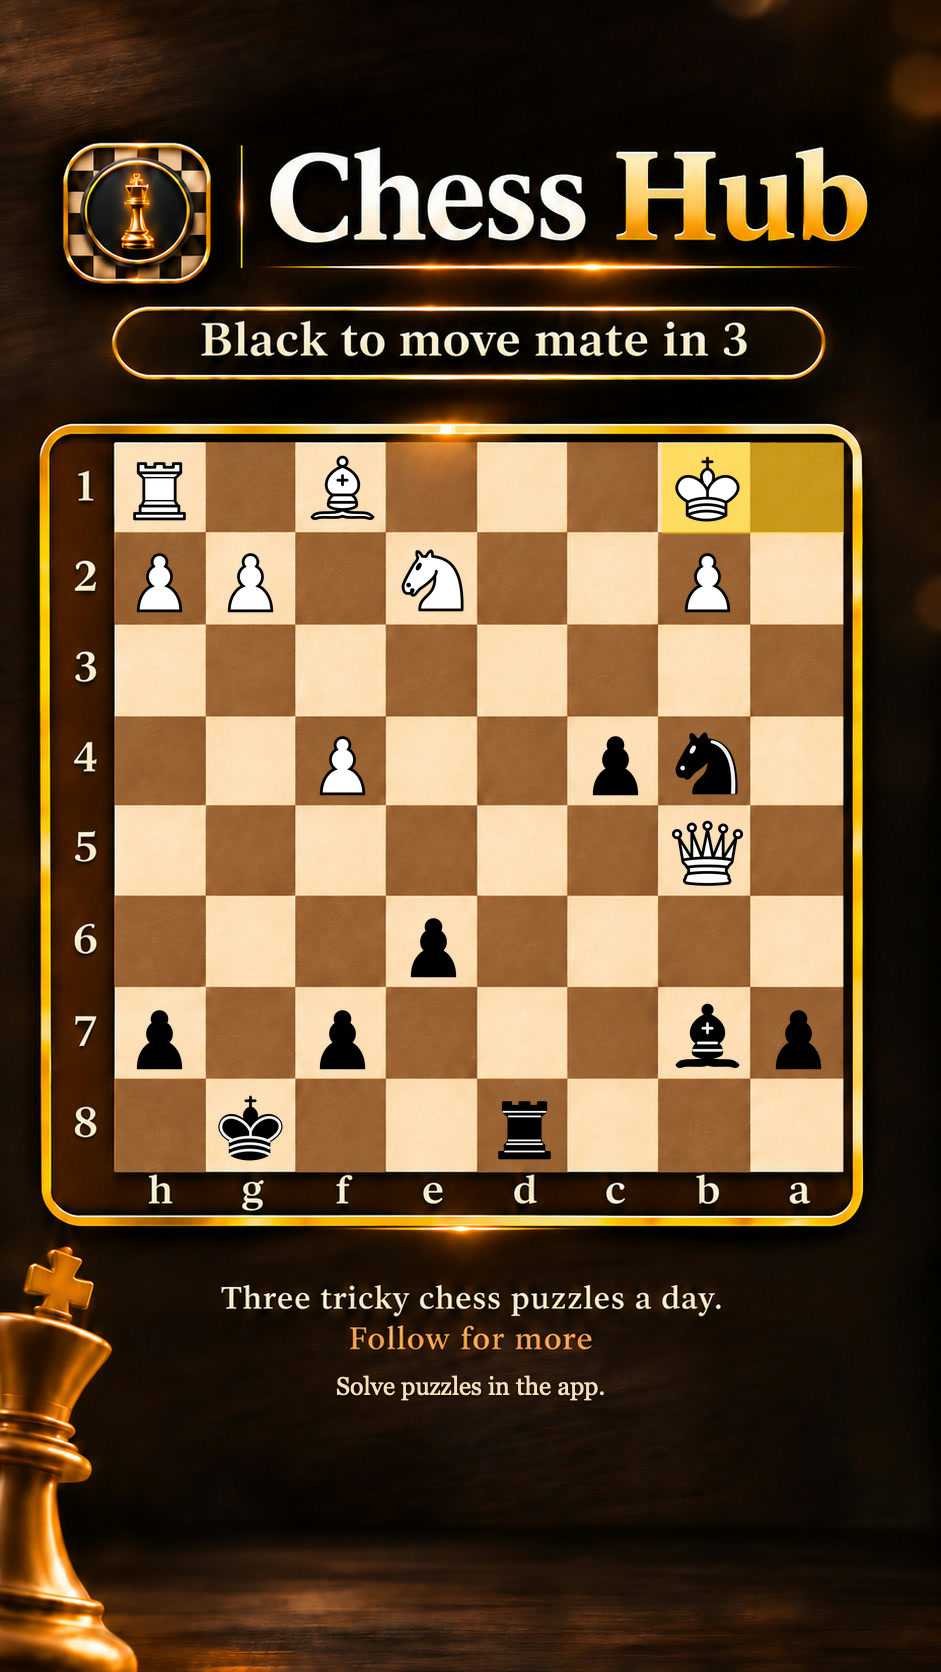 Chess Hub
Black to move mate in 3
1
2
3
4
5
6
7
8
h g f e d c b a
Three tricky chess puzzles a day.
Follow for more
Solve puzzles in the app.